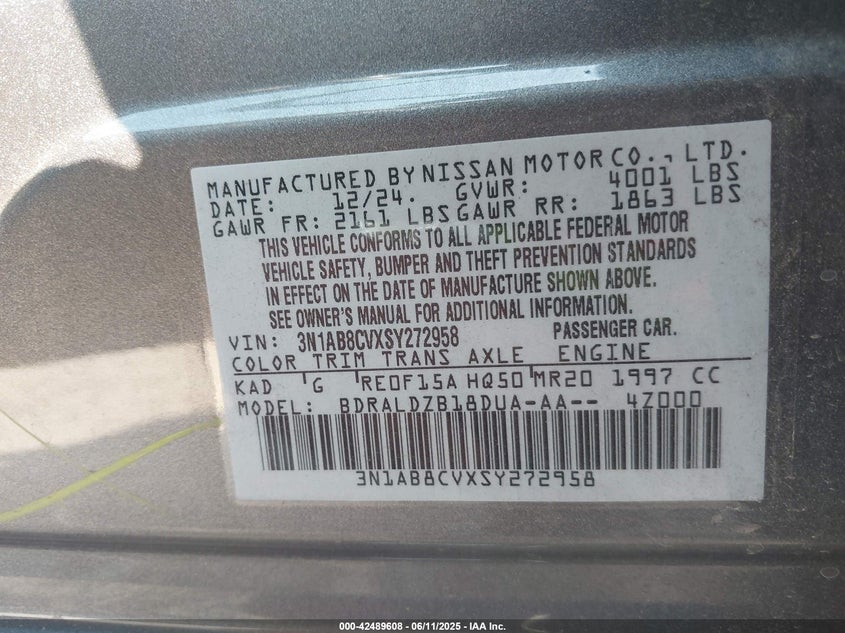 MANUFACTURED BY NISSAN MOTOR CO., LTD.
DATE: 12/24. GVWR: 4001 LBS
GAWR FR: 2161 LBS GAWR RR: 1863 LBS
THIS VEHICLE CONFORMS TO ALL APPLICABLE FEDERAL MOTOR
VEHICLE SAFETY, BUMPER AND THEFT PREVENTION STANDARDS
IN EFFECT ON THE DATE OF MANUFACTURE SHOWN ABOVE.
SEE OWNER'S MANUAL FOR ADDITIONAL INFORMATION.
VIN: 3N1AB8CVXSY272958 PASSENGER CAR.
COLOR TRIM TRANS AXLE ENGINE
KAD G RE0F15A HQ50 MR20 1997 CC
MODEL: BDRALDZB18DUA-AA-- 4Z000
3N1AB8CVXSY272958
000-42489608 - 06/11/2025 - IAA Inc.